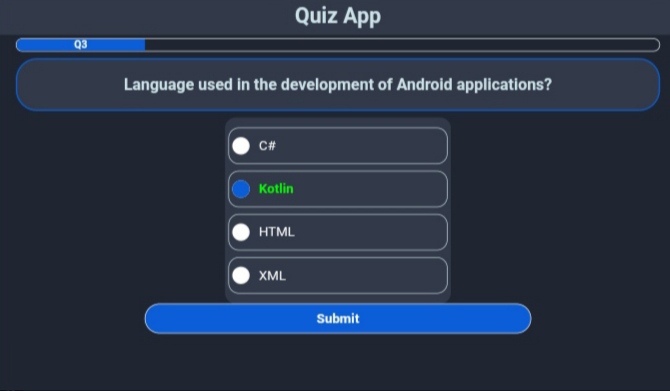 Quiz App
Q3
Language used in the development of Android applications?
C#
Kotlin
HTML
XML
Submit